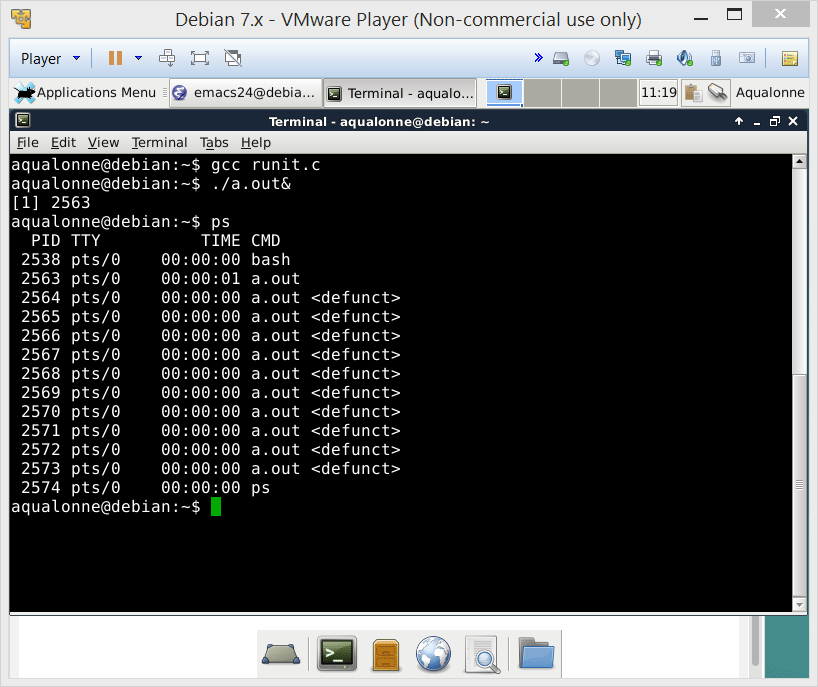 Debian 7.x - VMware Player (Non-commercial use only)
Player
Applications Menu emacs24@debia... Terminal - aqualo... 11:19 Aqualonne
Terminal - aqualonne@debian: ~
File Edit View Terminal Tabs Help
aqualonne@debian:~$ gcc runit.c
aqualonne@debian:~$ ./a.out&
[1] 2563
aqualonne@debian:~$ ps
  PID TTY          TIME CMD
 2538 pts/0    00:00:00 bash
 2563 pts/0    00:00:01 a.out
 2564 pts/0    00:00:00 a.out <defunct>
 2565 pts/0    00:00:00 a.out <defunct>
 2566 pts/0    00:00:00 a.out <defunct>
 2567 pts/0    00:00:00 a.out <defunct>
 2568 pts/0    00:00:00 a.out <defunct>
 2569 pts/0    00:00:00 a.out <defunct>
 2570 pts/0    00:00:00 a.out <defunct>
 2571 pts/0    00:00:00 a.out <defunct>
 2572 pts/0    00:00:00 a.out <defunct>
 2573 pts/0    00:00:00 a.out <defunct>
 2574 pts/0    00:00:00 ps
aqualonne@debian:~$